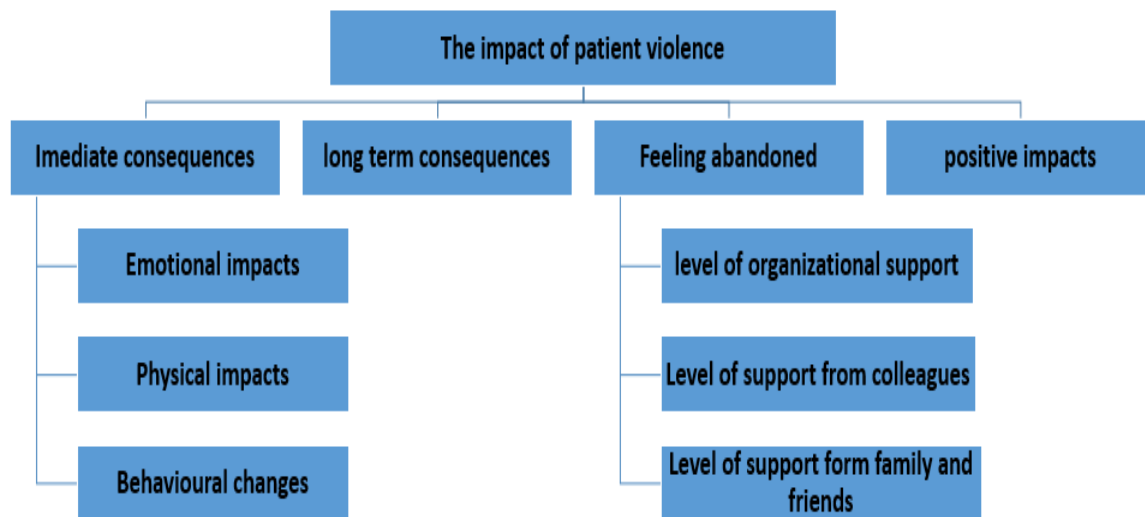 The impact of patient violence
Imediate consequences
long term consequences
Feeling abandoned
positive impacts
Emotional impacts
level of organizational support
Physical impacts
Level of support from colleagues
Behavioural changes
Level of support form family and
friends